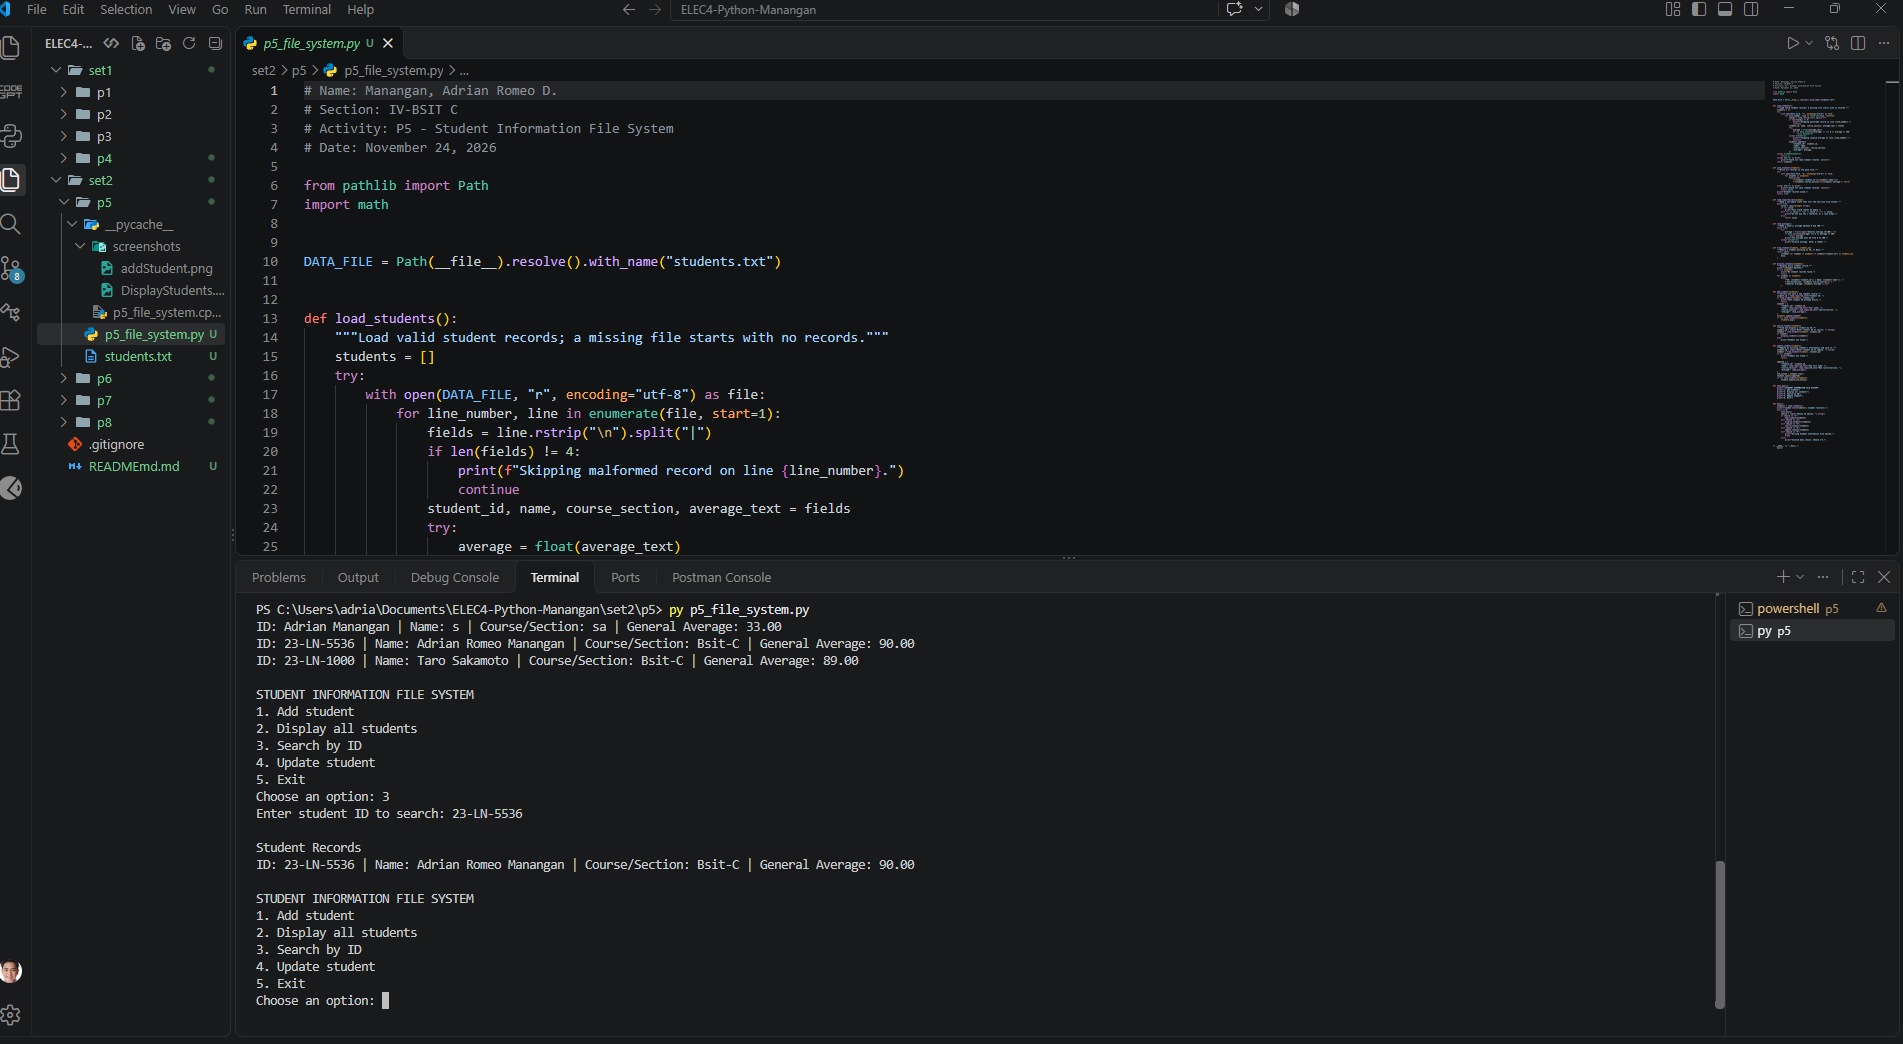 File Edit Selection View Go Run Terminal Help
ELEC4-Python-Manangan
ELEC4-...
set1
p1
p2
p3
p4
set2
p5
__pycache__
screenshots
addStudent.png
DisplayStudents....
p5_file_system.cp...
p5_file_system.py U
students.txt U
p6
p7
p8
.gitignore
READMEmd.md U
8
p5_file_system.py U
set2 > p5 > p5_file_system.py > ...
1 # Name: Manangan, Adrian Romeo D.
2 # Section: IV-BSIT C
3 # Activity: P5 - Student Information File System
4 # Date: November 24, 2026
5
6 from pathlib import Path
7 import math
8
9
10 DATA_FILE = Path(__file__).resolve().with_name("students.txt")
11
12
13 def load_students():
14 """Load valid student records; a missing file starts with no records."""
15 students = []
16 try:
17 with open(DATA_FILE, "r", encoding="utf-8") as file:
18 for line_number, line in enumerate(file, start=1):
19 fields = line.rstrip("\n").split("|")
20 if len(fields) != 4:
21 print(f"Skipping malformed record on line {line_number}.")
22 continue
23 student_id, name, course_section, average_text = fields
24 try:
25 average = float(average_text)
Problems Output Debug Console Terminal Ports Postman Console
PS C:\Users\adria\Documents\ELEC4-Python-Manangan\set2\p5> py p5_file_system.py
ID: Adrian Manangan | Name: s | Course/Section: sa | General Average: 33.00
ID: 23-LN-5536 | Name: Adrian Romeo Manangan | Course/Section: Bsit-C | General Average: 90.00
ID: 23-LN-1000 | Name: Taro Sakamoto | Course/Section: Bsit-C | General Average: 89.00
STUDENT INFORMATION FILE SYSTEM
1. Add student
2. Display all students
3. Search by ID
4. Update student
5. Exit
Choose an option: 3
Enter student ID to search: 23-LN-5536
Student Records
ID: 23-LN-5536 | Name: Adrian Romeo Manangan | Course/Section: Bsit-C | General Average: 90.00
STUDENT INFORMATION FILE SYSTEM
1. Add student
2. Display all students
3. Search by ID
4. Update student
5. Exit
Choose an option:
powershell p5
py p5